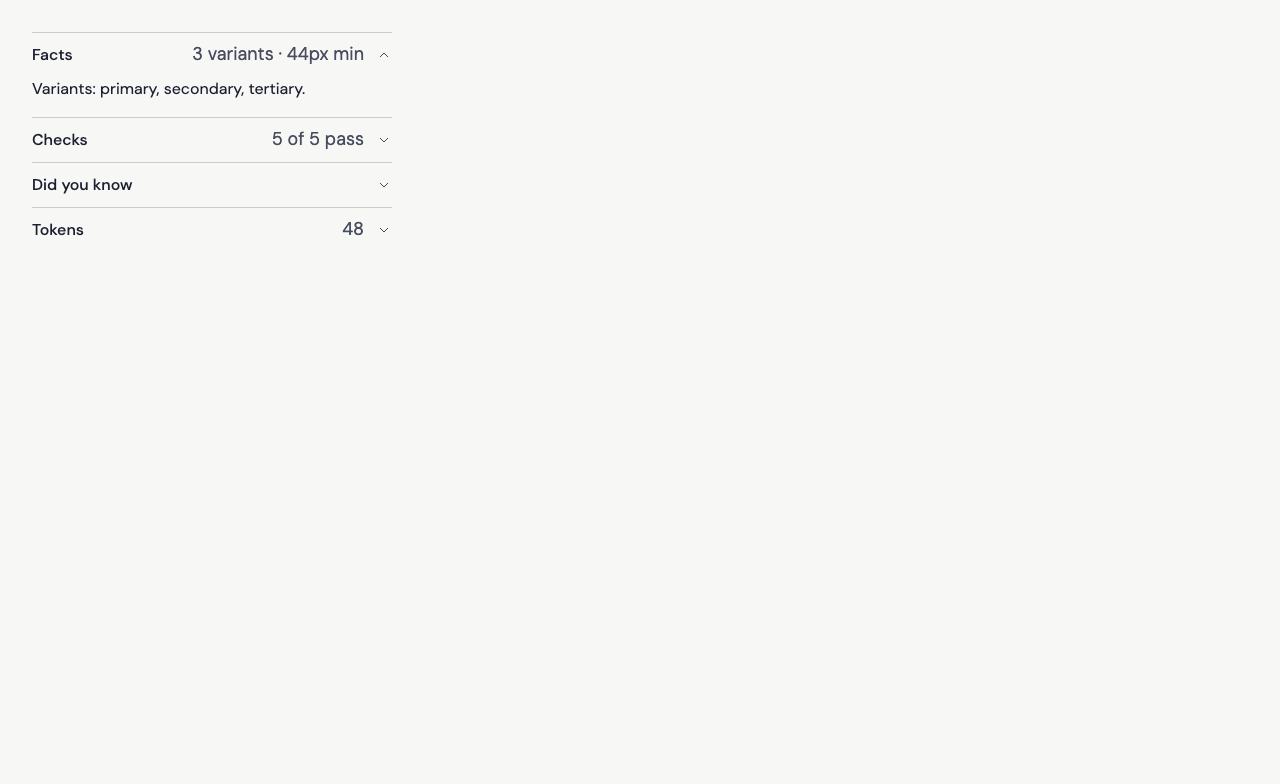 Facts 3 variants · 44px min
Variants: primary, secondary, tertiary.
Checks 5 of 5 pass
Did you know
Tokens 48